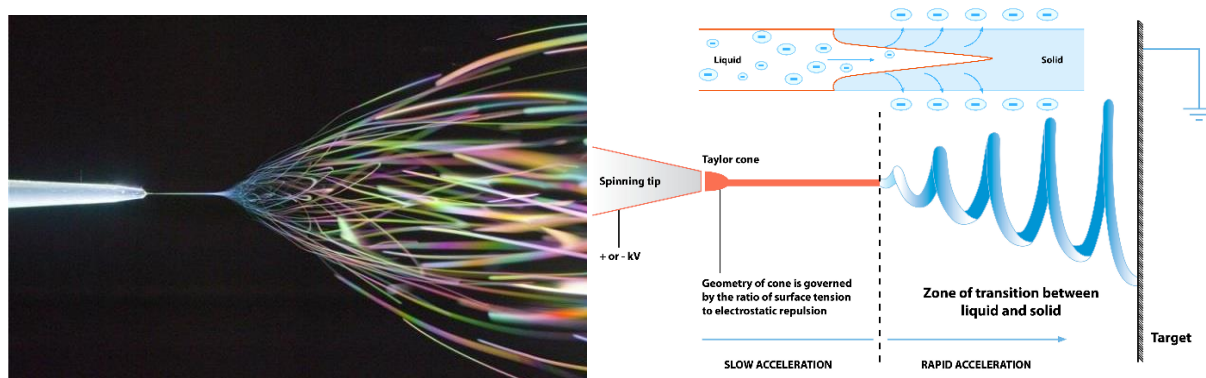 Liquid
Solid
Taylor cone
Spinning tip
+ or - kV
Geometry of cone is governed
by the ratio of surface tension
to electrostatic repulsion
Zone of transition between
liquid and solid
Target
SLOW ACCELERATION
RAPID ACCELERATION